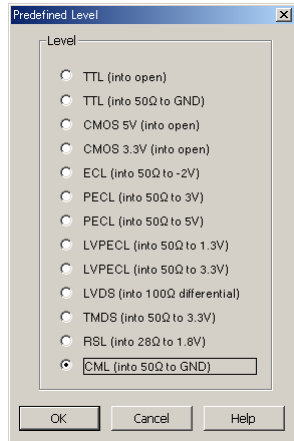 Predefined Level
Level
TTL (into open)
TTL (into 50Ω to GND)
CMOS 5V (into open)
CMOS 3.3V (into open)
ECL (into 50Ω to -2V)
PECL (into 50Ω to 3V)
PECL (into 50Ω to 5V)
LVPECL (into 50Ω to 1.3V)
LVPECL (into 50Ω to 3.3V)
LVDS (into 100Ω differential)
TMDS (into 50Ω to 3.3V)
RSL (into 28Ω to 1.8V)
CML (into 50Ω to GND)
OK Cancel Help